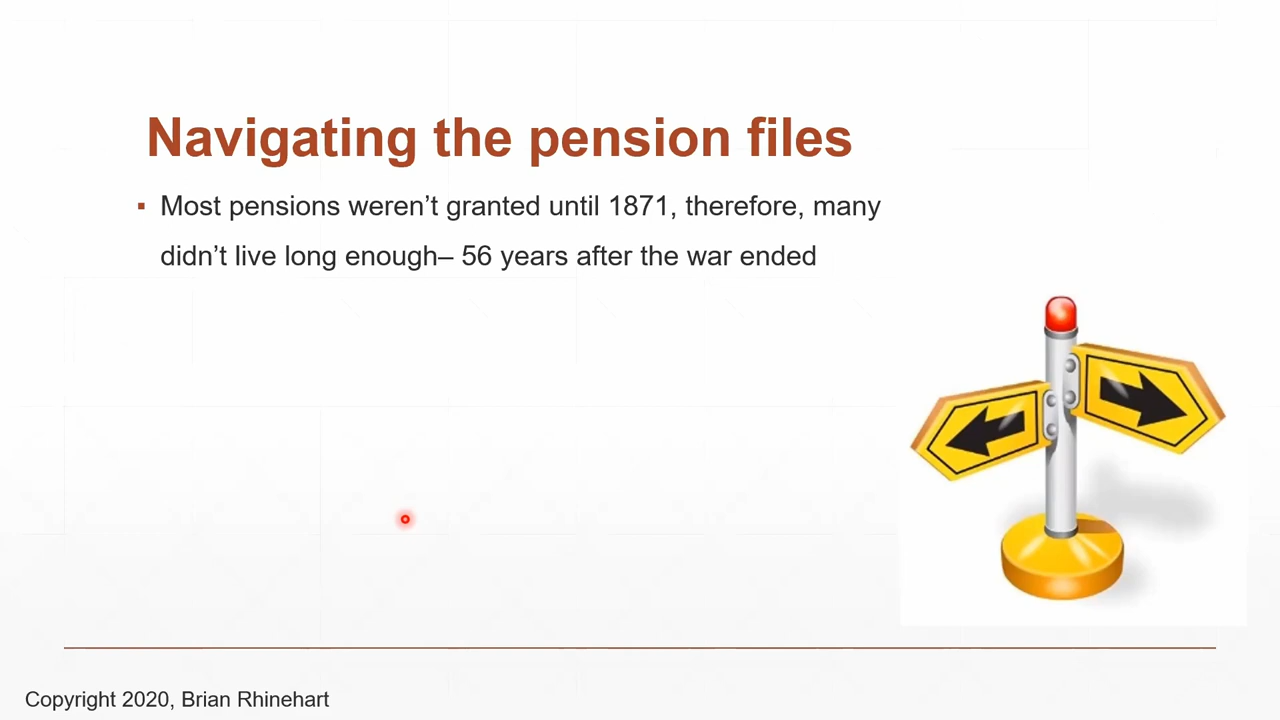 Navigating the pension files
▪ Most pensions weren’t granted until 1871, therefore, many
didn’t live long enough– 56 years after the war ended
Copyright 2020, Brian Rhinehart